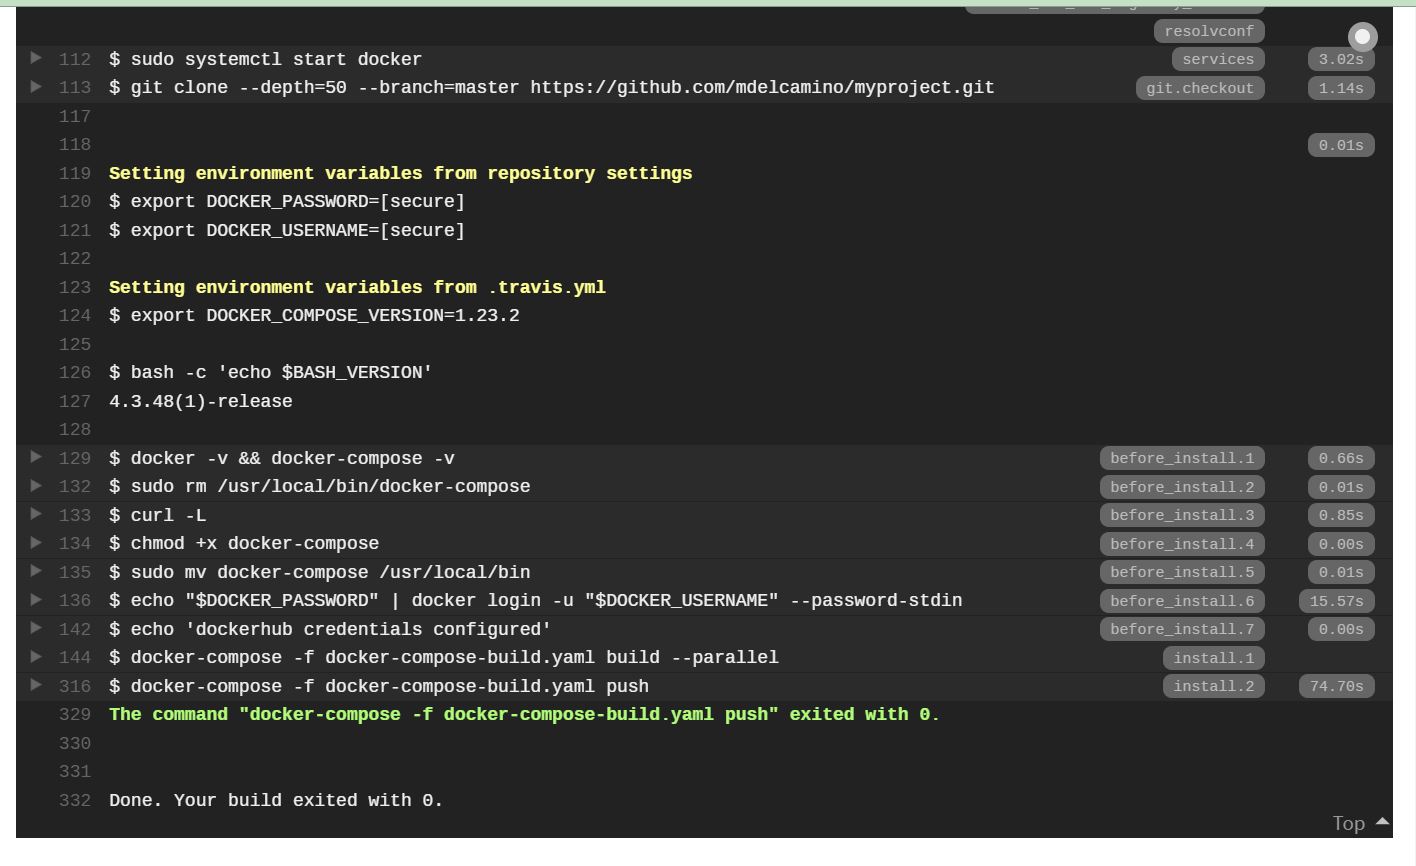 resolvconf
112 $ sudo systemctl start docker services 3.02s
113 $ git clone --depth=50 --branch=master https://github.com/mdelcamino/myproject.git git.checkout 1.14s
117
118 0.01s
119 Setting environment variables from repository settings
120 $ export DOCKER_PASSWORD=[secure]
121 $ export DOCKER_USERNAME=[secure]
122
123 Setting environment variables from .travis.yml
124 $ export DOCKER_COMPOSE_VERSION=1.23.2
125
126 $ bash -c 'echo $BASH_VERSION'
127 4.3.48(1)-release
128
129 $ docker -v && docker-compose -v before_install.1 0.66s
132 $ sudo rm /usr/local/bin/docker-compose before_install.2 0.01s
133 $ curl -L before_install.3 0.85s
134 $ chmod +x docker-compose before_install.4 0.00s
135 $ sudo mv docker-compose /usr/local/bin before_install.5 0.01s
136 $ echo "$DOCKER_PASSWORD" | docker login -u "$DOCKER_USERNAME" --password-stdin before_install.6 15.57s
142 $ echo 'dockerhub credentials configured' before_install.7 0.00s
144 $ docker-compose -f docker-compose-build.yaml build --parallel install.1
316 $ docker-compose -f docker-compose-build.yaml push install.2 74.70s
329 The command "docker-compose -f docker-compose-build.yaml push" exited with 0.
330
331
332 Done. Your build exited with 0.
Top